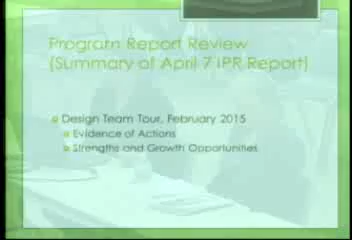 Program Report Review
(Summary of April 7 IPR Report)
Design Team Tour, February 2015
Evidence of Actions
Strengths and Growth Opportunities